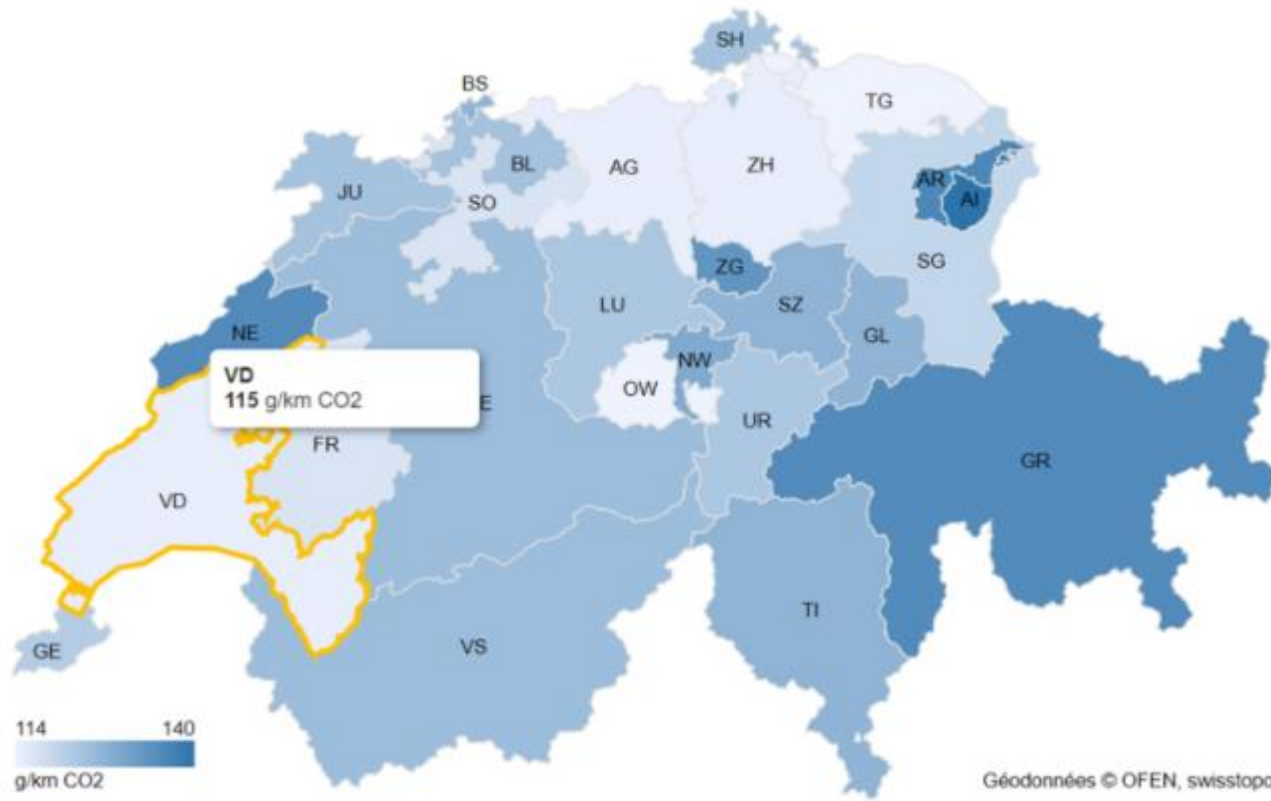 SH
BS
TG
BL
AG
ZH
JU
AR
AI
SO
ZG
SG
LU
SZ
NE
GL
NW
OW
VD
115 g/km CO2
E
UR
FR
GR
VD
TI
VS
GE
114 140
g/km CO2
Géodonnées © OFEN, swisstopo